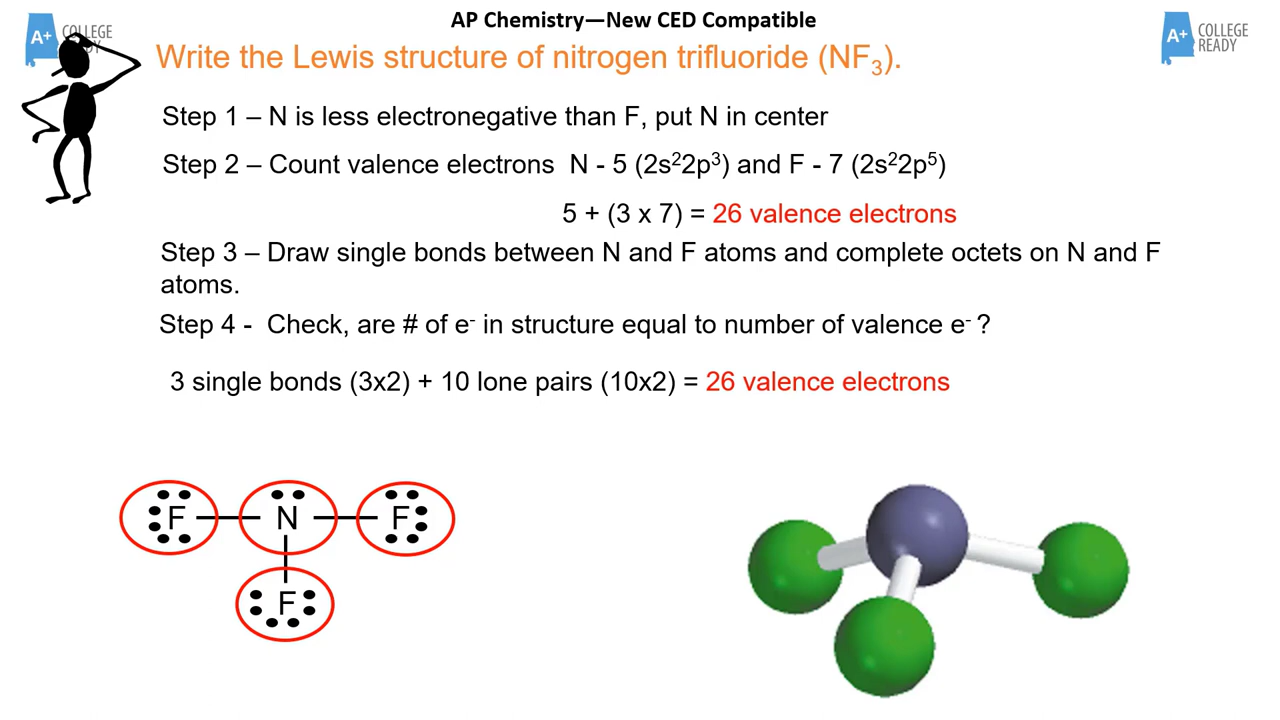 AP Chemistry—New CED Compatible
A+ COLLEGE READY
A+ COLLEGE READY
Write the Lewis structure of nitrogen trifluoride (NF₃).
Step 1 – N is less electronegative than F, put N in center
Step 2 – Count valence electrons N - 5 (2s²2p³) and F - 7 (2s²2p⁵)
5 + (3 x 7) = 26 valence electrons
Step 3 – Draw single bonds between N and F atoms and complete octets on N and F
atoms.
Step 4 - Check, are # of e⁻ in structure equal to number of valence e⁻ ?
3 single bonds (3x2) + 10 lone pairs (10x2) = 26 valence electrons
F N F
F